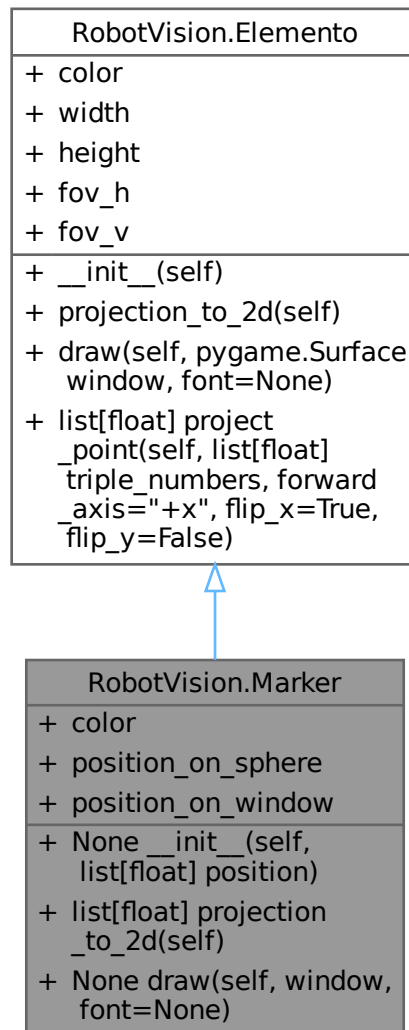 RobotVision.Elemento
+ color
+ width
+ height
+ fov_h
+ fov_v
+ __init__(self)
+ projection_to_2d(self)
+ draw(self, pygame.Surface
window, font=None)
+ list[float] project
_point(self, list[float]
triple_numbers, forward
_axis="+x", flip_x=True,
flip_y=False)
RobotVision.Marker
+ color
+ position_on_sphere
+ position_on_window
+ None __init__(self,
list[float] position)
+ list[float] projection
_to_2d(self)
+ None draw(self, window,
font=None)